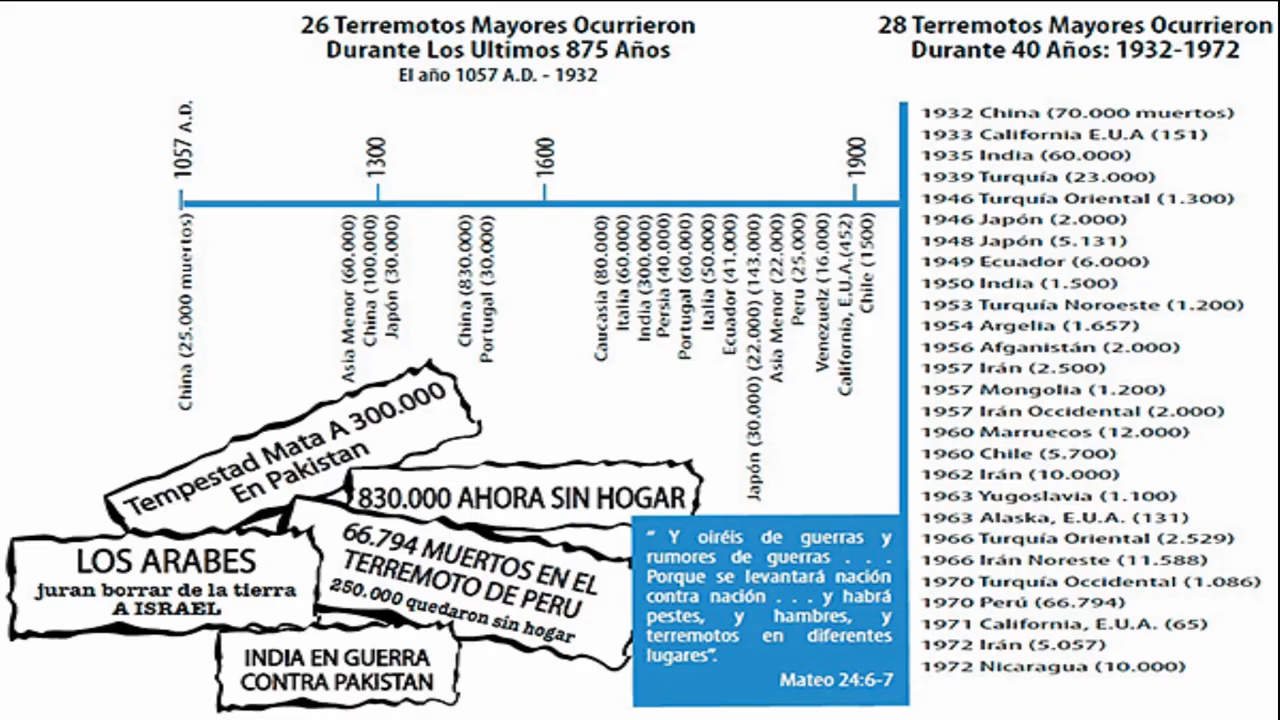 26 Terremotos Mayores Ocurrieron
Durante Los Ultimos 875 Años
El año 1057 A.D. - 1932
1057 A.D.
1300
1600
1900
China (25.000 muertos)
Asia Menor (60.000)
China (100.000)
Japón (30.000)
China (830.000)
Portugal (30.000)
Caucasia (80.000)
Italia (60.000)
India (300.000)
Persia (40.000)
Portugal (60.000)
Italia (50.000)
Ecuador (41.000)
Japón (30.000) (22.000) (143.000)
Asia Menor (22.000)
Peru (25.000)
Venezuelz (16.000)
California, E.U.A.(452)
Chile (1500)
Tempestad Mata A 300.000
En Pakistan
830.000 AHORA SIN HOGAR
LOS ARABES
juran borrar de la tierra
A ISRAEL
66.794 MUERTOS EN EL
TERREMOTO DE PERU
250.000 quedaron sin hogar
INDIA EN GUERRA
CONTRA PAKISTAN
“ Y oiréis de guerras y
rumores de guerras . . .
Porque se levantará nación
contra nación . . . y habrá
pestes, y hambres, y
terremotos en diferentes
lugares”.
Mateo 24:6-7
28 Terremotos Mayores Ocurrieron
Durante 40 Años: 1932-1972
1932 China (70.000 muertos)
1933 California E.U.A (151)
1935 India (60.000)
1939 Turquía (23.000)
1946 Turquía Oriental (1.300)
1946 Japón (2.000)
1948 Japón (5.131)
1949 Ecuador (6.000)
1950 India (1.500)
1953 Turquía Noroeste (1.200)
1954 Argelia (1.657)
1956 Afganistán (2.000)
1957 Irán (2.500)
1957 Mongolia (1.200)
1957 Irán Occidental (2.000)
1960 Marruecos (12.000)
1960 Chile (5.700)
1962 Irán (10.000)
1963 Yugoslavia (1.100)
1963 Alaska, E.U.A. (131)
1966 Turquía Oriental (2.529)
1966 Irán Noreste (11.588)
1970 Turquía Occidental (1.086)
1970 Perú (66.794)
1971 California, E.U.A. (65)
1972 Irán (5.057)
1972 Nicaragua (10.000)